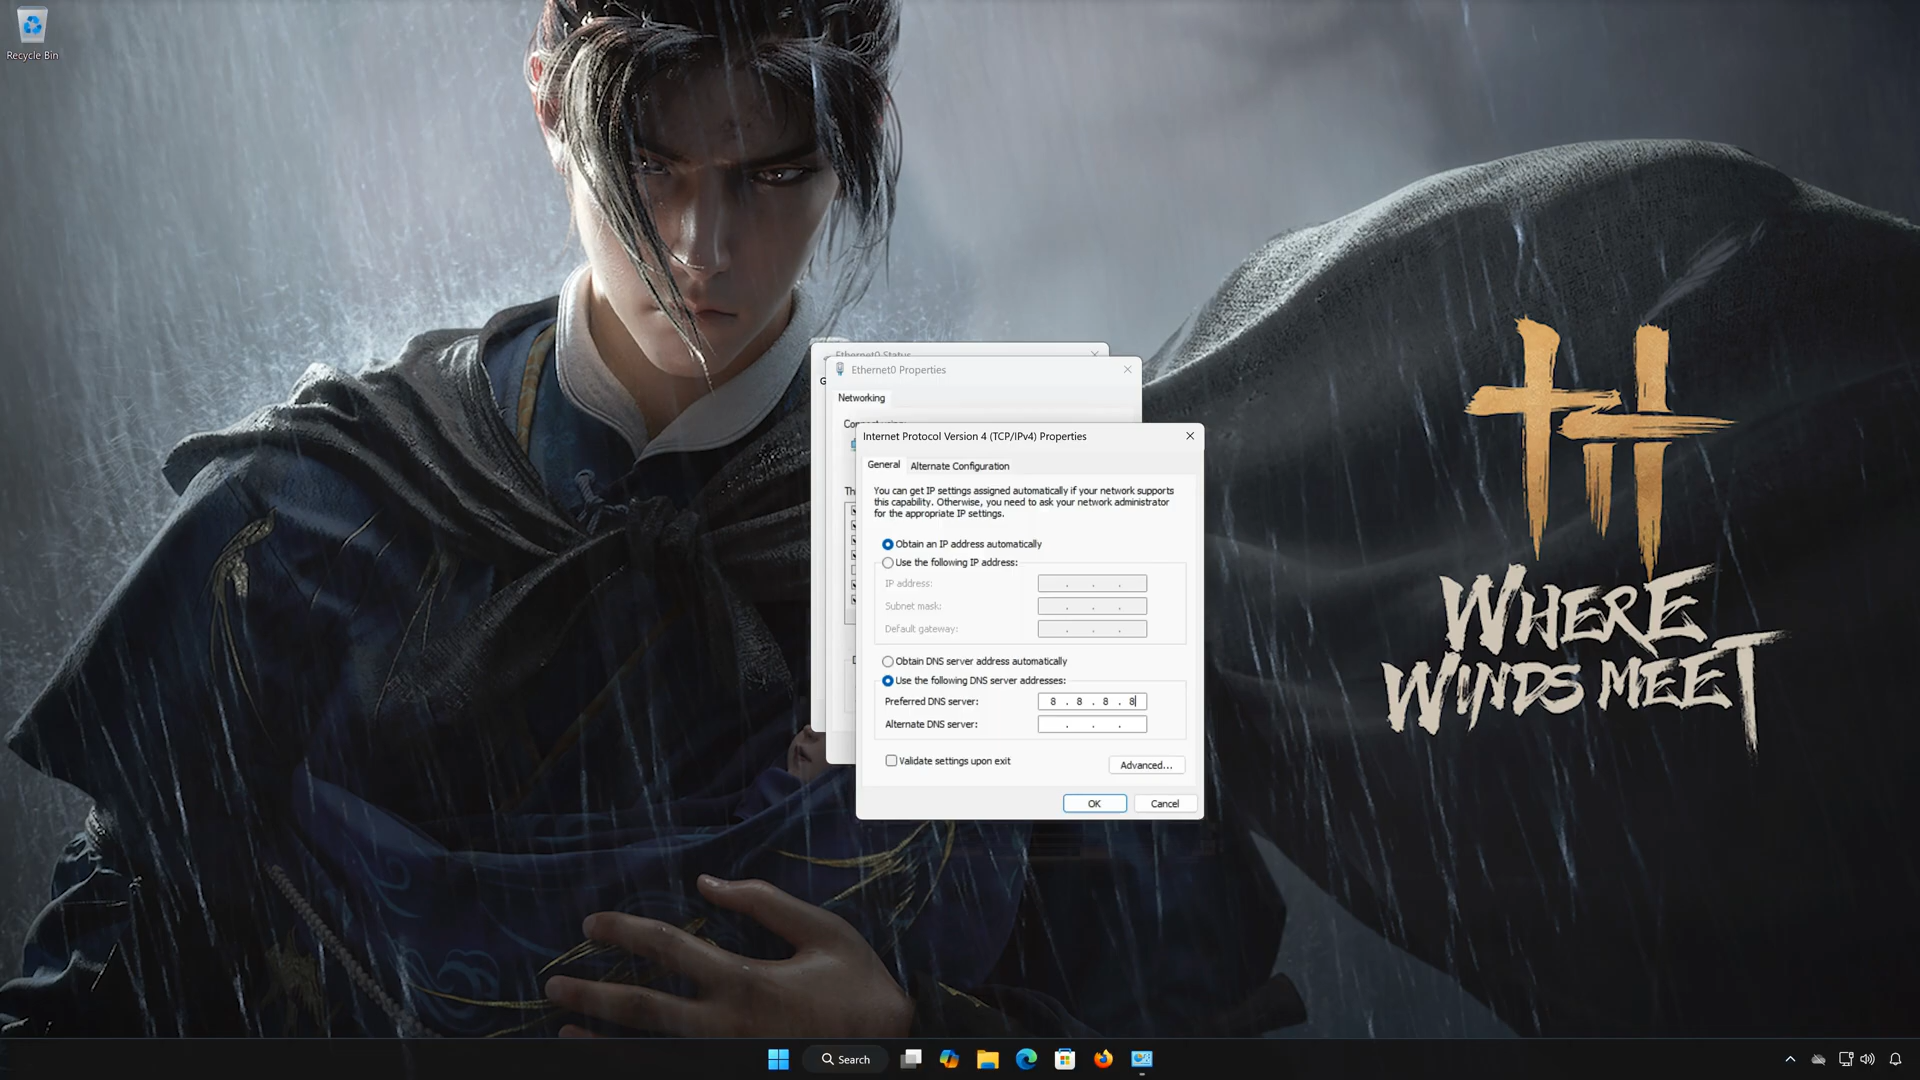 Recycle Bin
Ethernet0 Status
Ethernet0 Properties
Networking
Internet Protocol Version 4 (TCP/IPv4) Properties
General
Alternate Configuration
You can get IP settings assigned automatically if your network supports
this capability. Otherwise, you need to ask your network administrator
for the appropriate IP settings.
Obtain an IP address automatically
Use the following IP address:
IP address:
Subnet mask:
Default gateway:
Obtain DNS server address automatically
Use the following DNS server addresses:
Preferred DNS server: 8 . 8 . 8 . 8
Alternate DNS server:
Validate settings upon exit
Advanced...
OK
Cancel
WHERE
WINDS MEET
Search